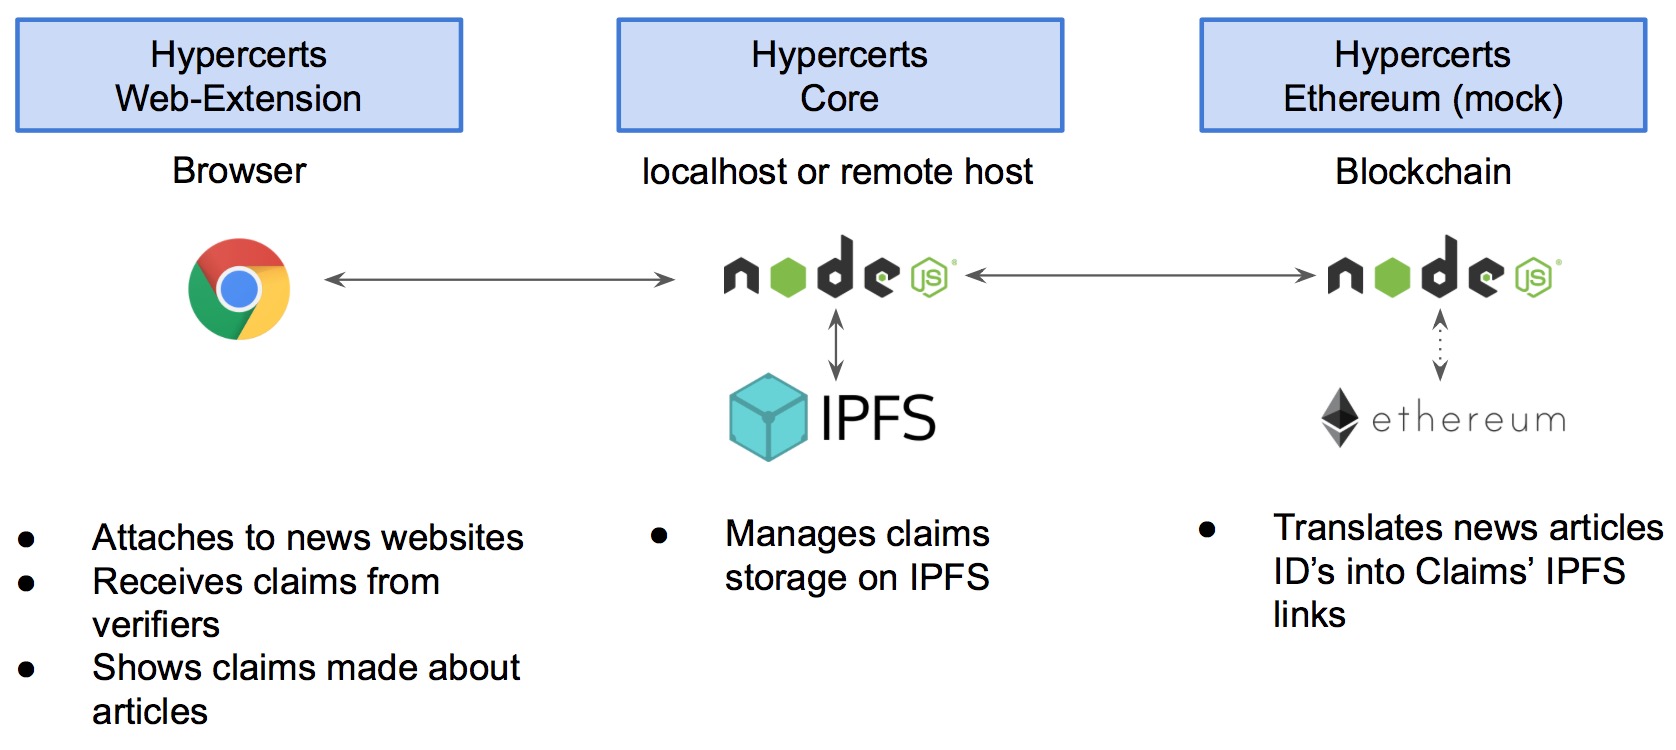 Hypercerts
Web-Extension
Hypercerts
Core
Hypercerts
Ethereum (mock)
Browser
localhost or remote host
Blockchain
node JS
node JS
IPFS
ethereum
● Attaches to news websites
● Receives claims from
verifiers
● Shows claims made about
articles
● Manages claims
storage on IPFS
● Translates news articles
ID’s into Claims’ IPFS
links